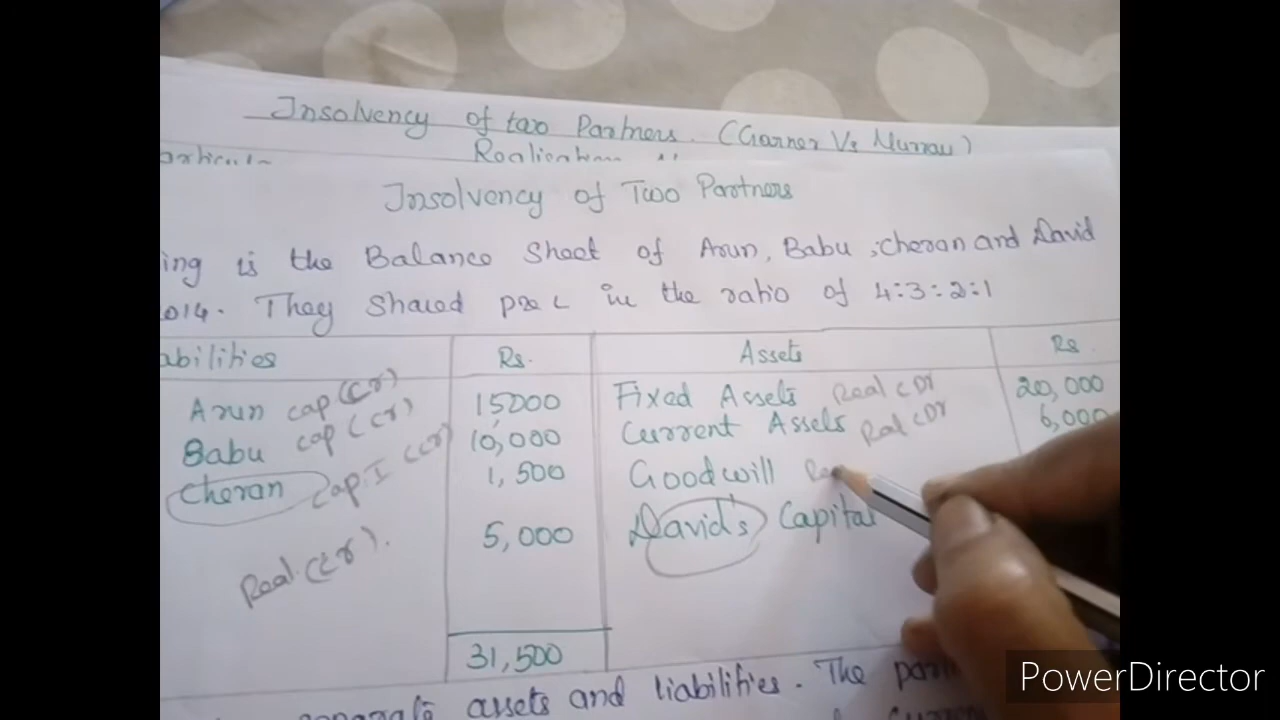 Insolvency of two Partners. (Garner Vs Murray)
Realisation
Insolvency of Two Partners
ing is the Balance Sheet of Arun, Babu, Cheran and David
014. They Shared P&L in the ratio of 4:3:2:1
abilities Rs. Assets Rs
Arun cap (Cr) 15000 Fixed Assets Real (Dr 20,000
Babu cap (Cr) 10,000 Current Assets Real (Dr 6,000
Cheran Cap. I (Cr) 1,500 Goodwill Rea
Real. (Cr). 5,000 David's Capital
31,500
assets and liabilities. The
PowerDirector